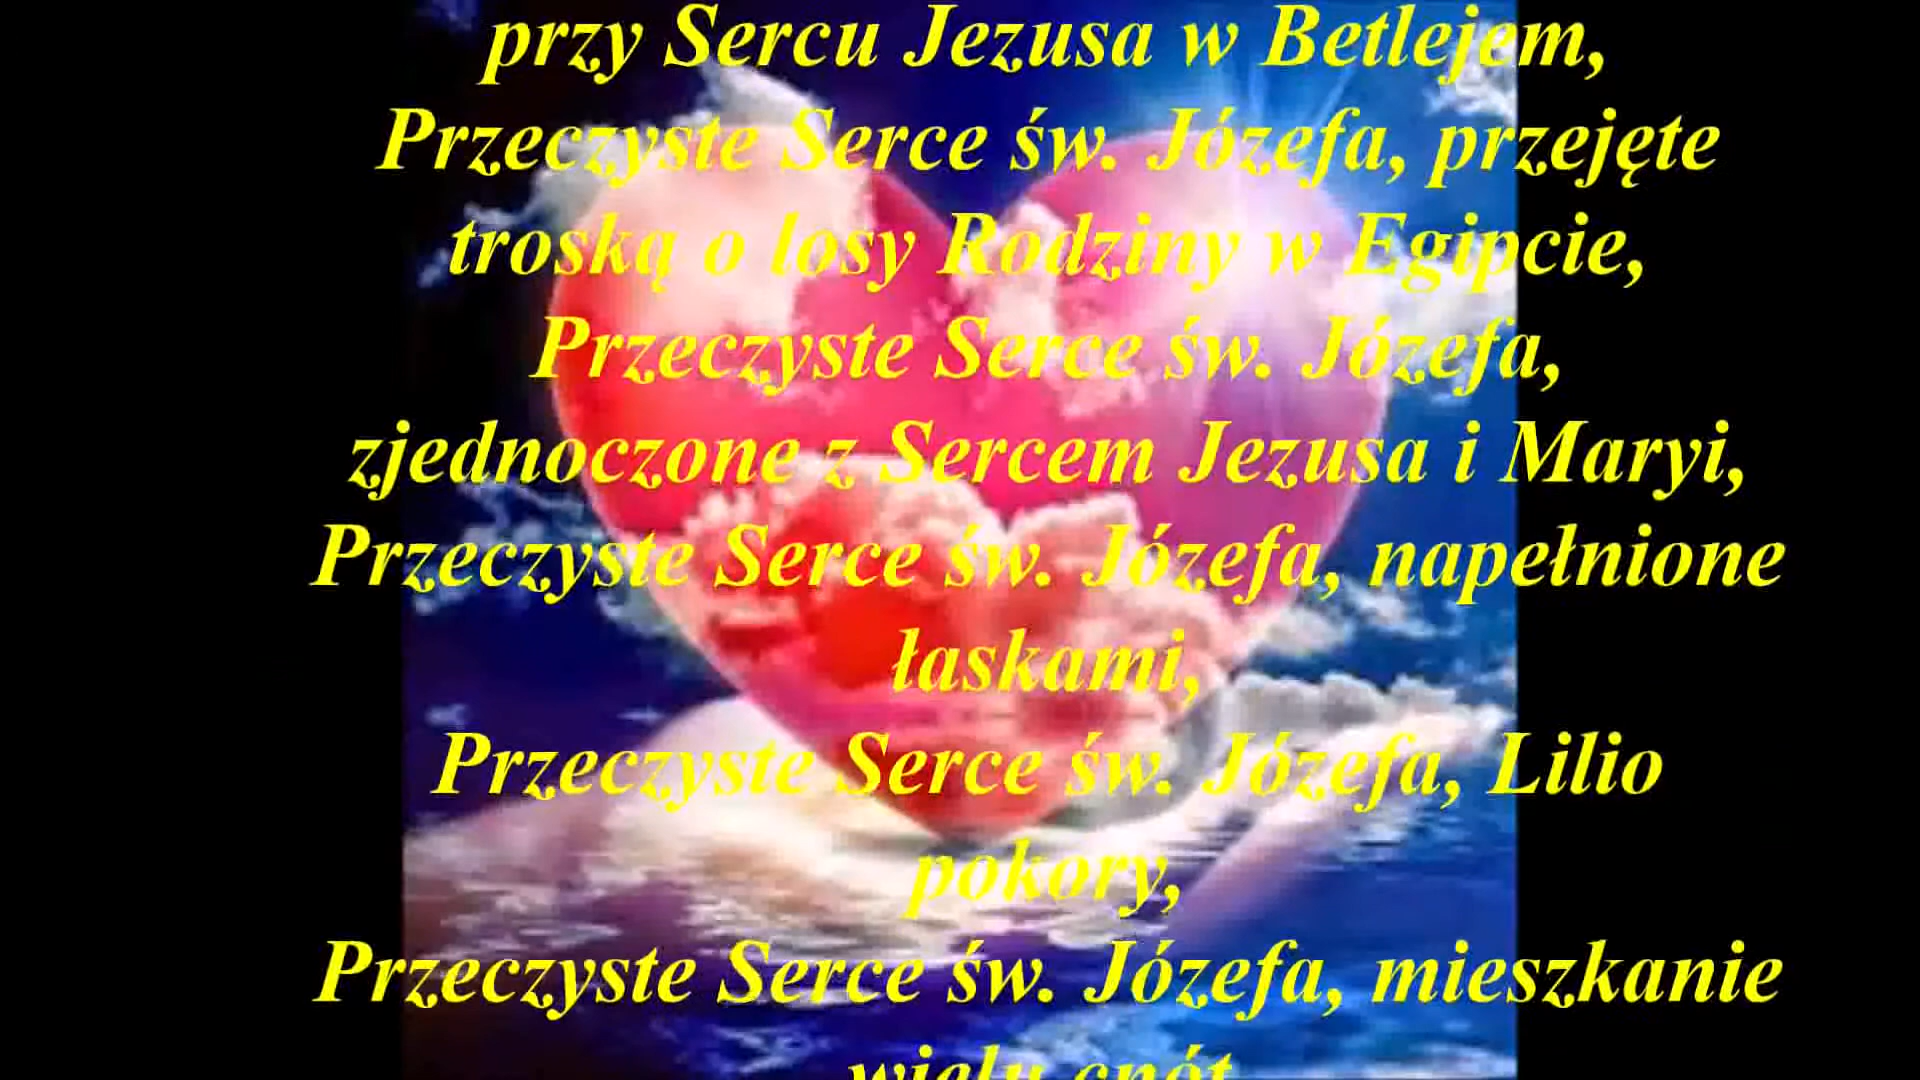 przy Sercu Jezusa w Betlejem,
Przeczyste Serce św. Józefa, przejęte
troską o losy Rodziny w Egipcie,
Przeczyste Serce św. Józefa,
zjednoczone z Sercem Jezusa i Maryi,
Przeczyste Serce św. Józefa, napełnione
łaskami,
Przeczyste Serce św. Józefa, Lilio
pokory,
Przeczyste Serce św. Józefa, mieszkanie
wielu cnót